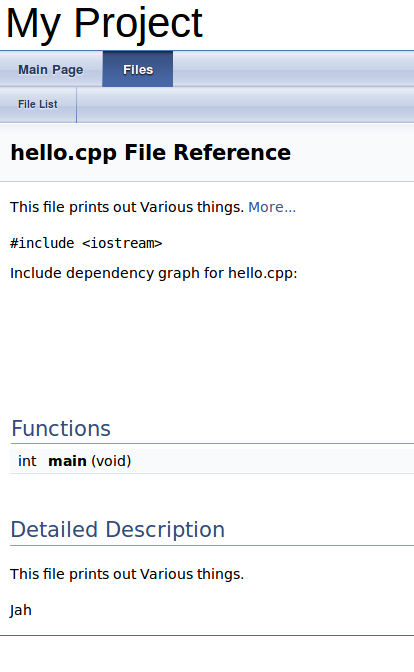 My Project
Main Page Files
File List
hello.cpp File Reference
This file prints out Various things. More...
#include <iostream>
Include dependency graph for hello.cpp:
Functions
int main (void)
Detailed Description
This file prints out Various things.
Jah